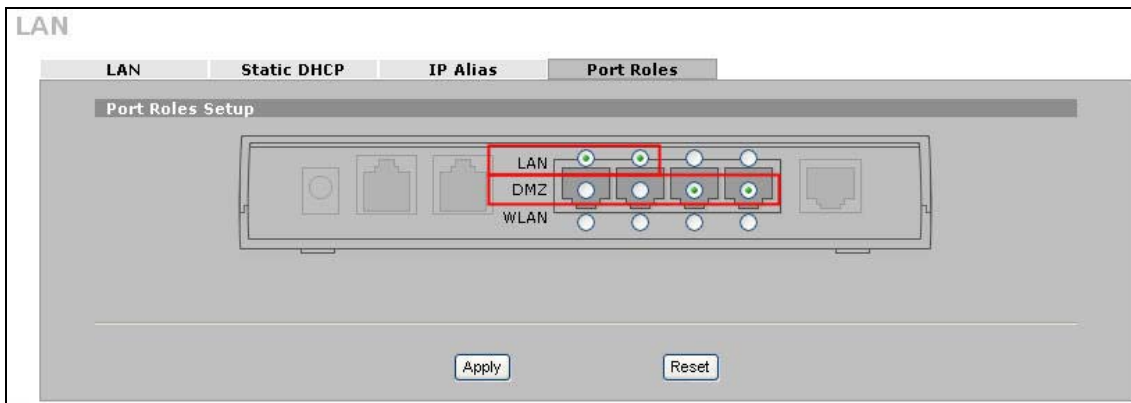 LAN
LAN Static DHCP IP Alias Port Roles
Port Roles Setup
LAN
DMZ
WLAN
Apply Reset